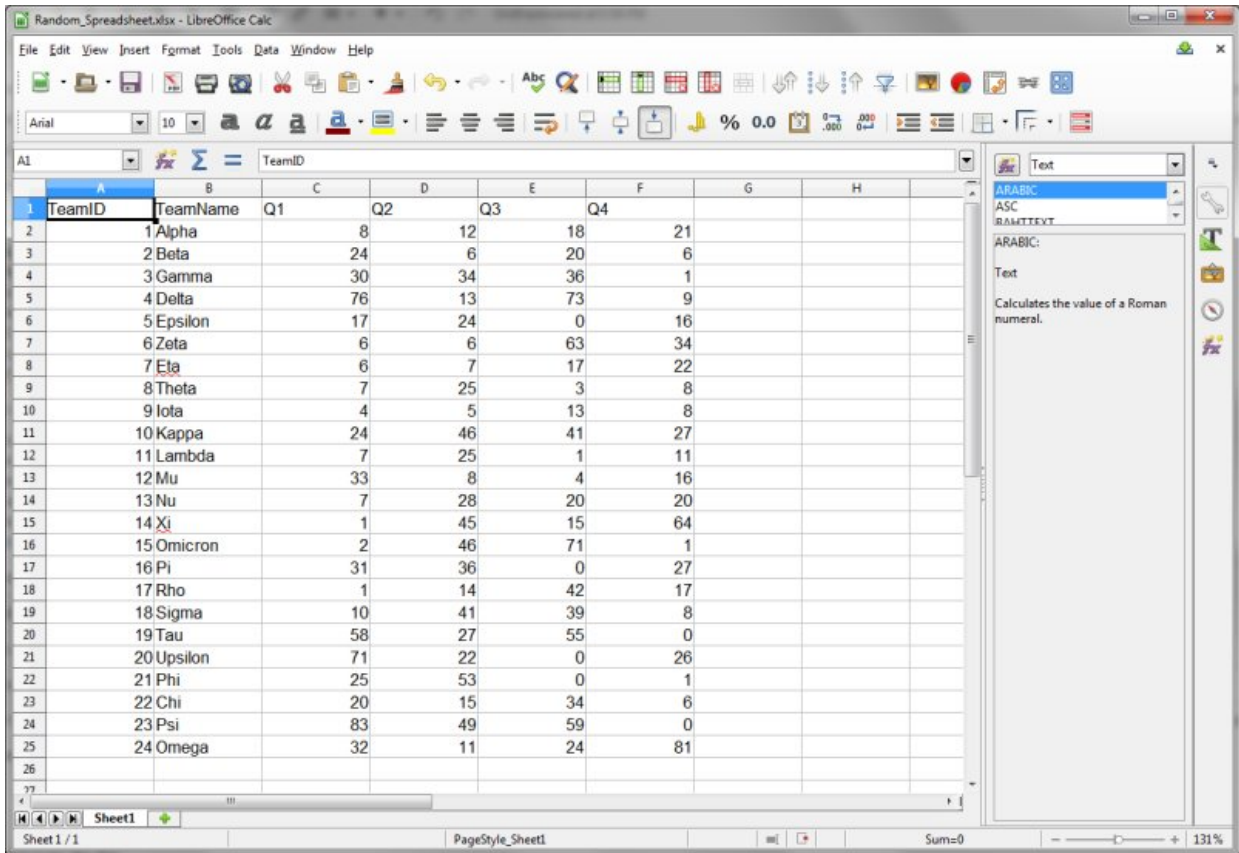 Random_Spreadsheet.xlsx - LibreOffice Calc
File Edit View Insert Format Tools Data Window Help
Arial 10 a a a a % 0.0
A1 TeamID Text
A B C D E F G H
ARABIC
ASC
BAHTTEXT
ARABIC:
Text
Calculates the value of a Roman
numeral.
1 TeamID TeamName Q1 Q2 Q3 Q4
2 1 Alpha 8 12 18 21
3 2 Beta 24 6 20 6
4 3 Gamma 30 34 36 1
5 4 Delta 76 13 73 9
6 5 Epsilon 17 24 0 16
7 6 Zeta 6 6 63 34
8 7 Eta 6 7 17 22
9 8 Theta 7 25 3 8
10 9 Iota 4 5 13 8
11 10 Kappa 24 46 41 27
12 11 Lambda 7 25 1 11
13 12 Mu 33 8 4 16
14 13 Nu 7 28 20 20
15 14 Xi 1 45 15 64
16 15 Omicron 2 46 71 1
17 16 Pi 31 36 0 27
18 17 Rho 1 14 42 17
19 18 Sigma 10 41 39 8
20 19 Tau 58 27 55 0
21 20 Upsilon 71 22 0 26
22 21 Phi 25 53 0 1
23 22 Chi 20 15 34 6
24 23 Psi 83 49 59 0
25 24 Omega 32 11 24 81
26
27
Sheet1
Sheet 1 / 1 PageStyle_Sheet1 Sum=0 131%